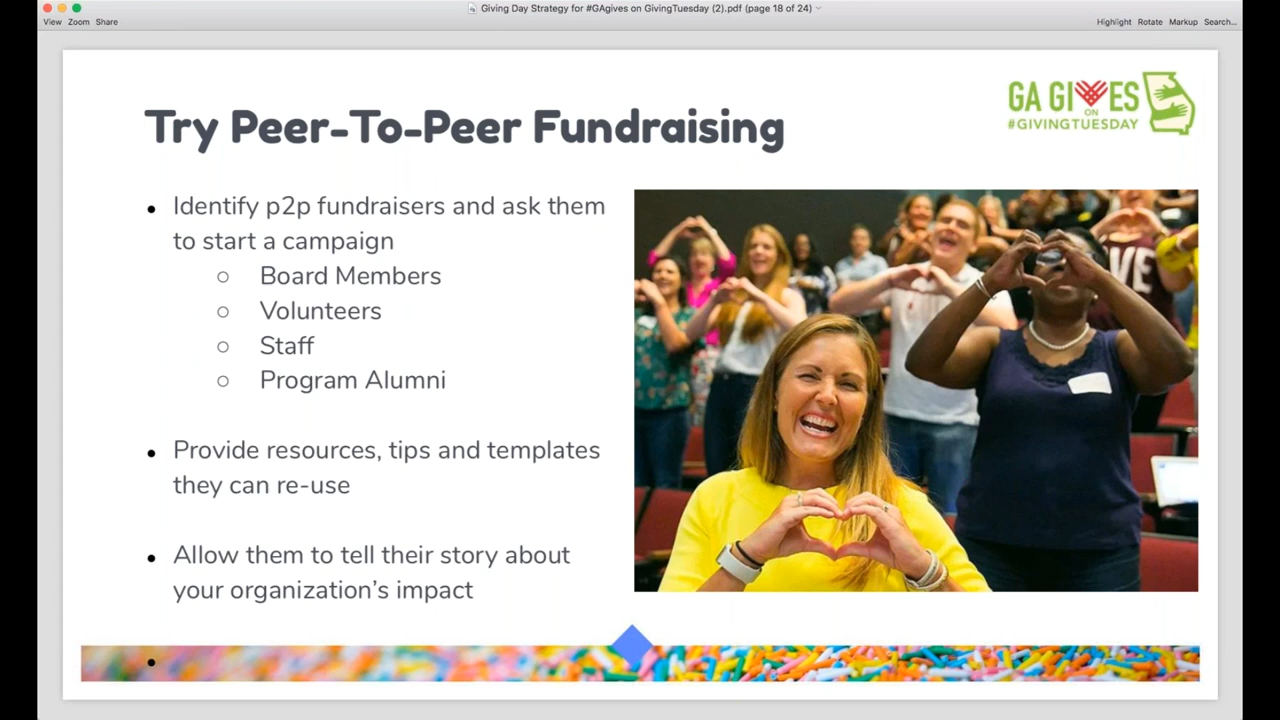 Giving Day Strategy for #GAgives on GivingTuesday (2).pdf (page 18 of 24)
View Zoom Share
Highlight Rotate Markup Search...
GA GIVES
ON
#GIVINGTUESDAY
Try Peer-To-Peer Fundraising
• Identify p2p fundraisers and ask them
to start a campaign
○ Board Members
○ Volunteers
○ Staff
○ Program Alumni
• Provide resources, tips and templates
they can re-use
• Allow them to tell their story about
your organization’s impact
•